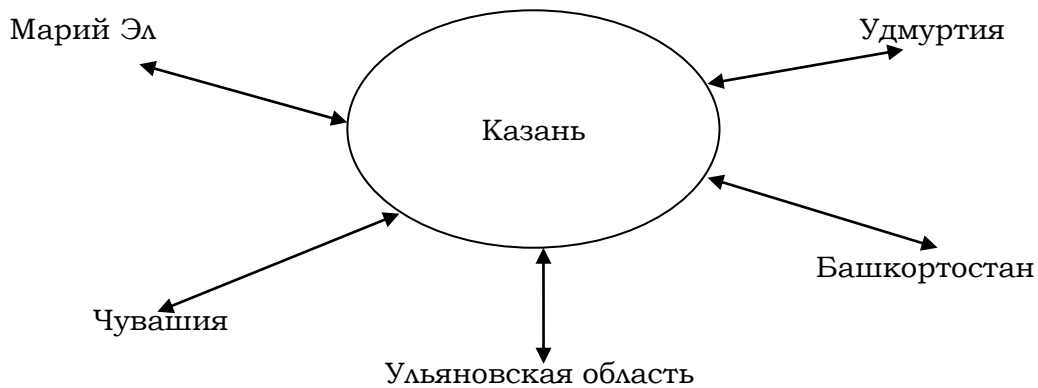 Марий Эл
Удмуртия
Казань
Башкортостан
Чувашия
Ульяновская область